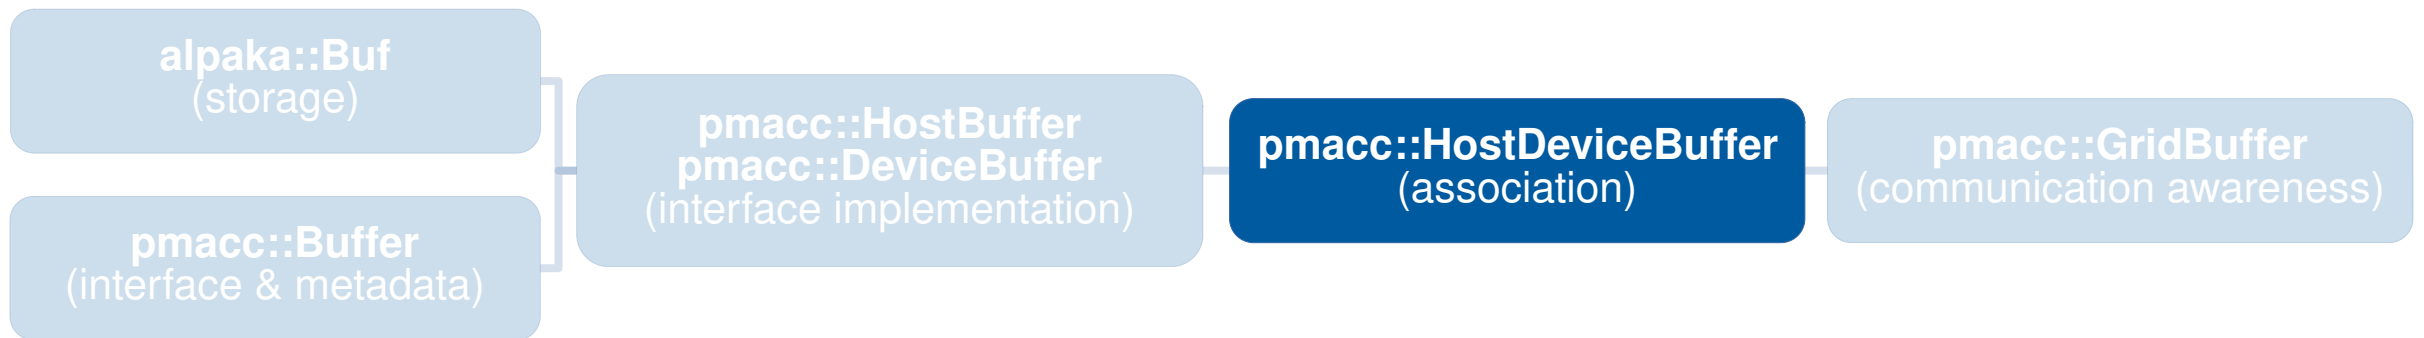 alpaka::Buf
(storage)
pmacc::Buffer
(interface & metadata)
pmacc::HostBuffer
pmacc::DeviceBuffer
(interface implementation)
pmacc::HostDeviceBuffer
(association)
pmacc::GridBuffer
(communication awareness)